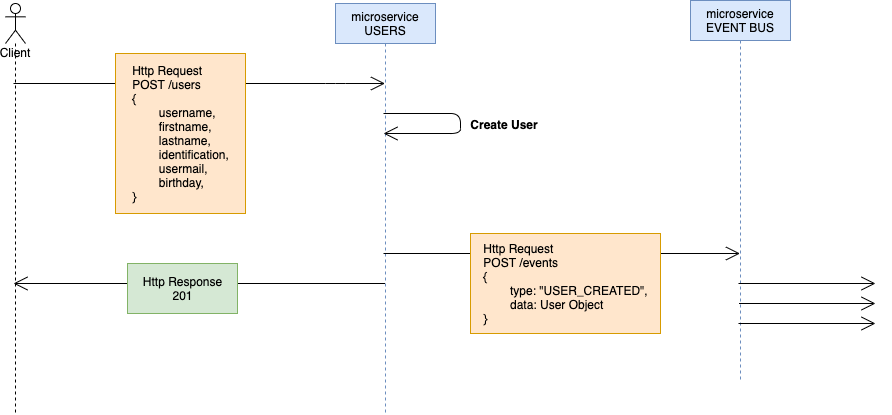 Client
microservice
USERS
microservice
EVENT BUS
Http Request
POST /users
{
username,
firstname,
lastname,
identification,
usermail,
birthday,
}
Create User
Http Request
POST /events
{
type: "USER_CREATED",
data: User Object
}
Http Response
201